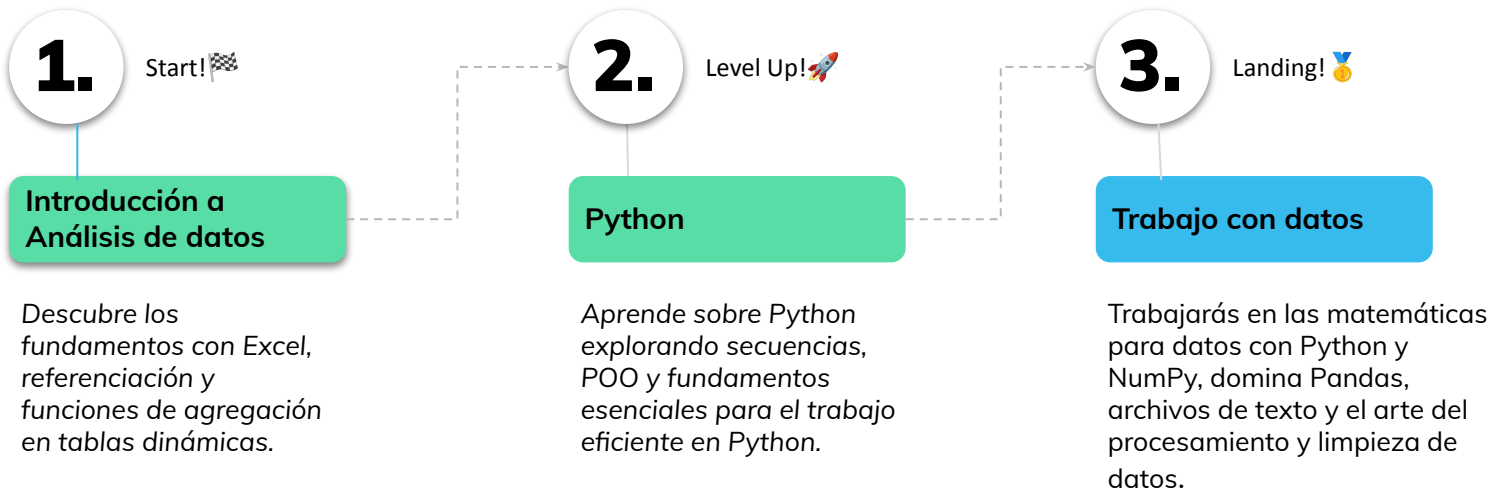 1.
Start!🏁
Introducción a
Análisis de datos
Descubre los
fundamentos con Excel,
referenciación y
funciones de agregación
en tablas dinámicas.
2.
Level Up!🚀
Python
Aprende sobre Python
explorando secuencias,
POO y fundamentos
esenciales para el trabajo
eficiente en Python.
3.
Landing!🥇
Trabajo con datos
Trabajarás en las matemáticas
para datos con Python y
NumPy, domina Pandas,
archivos de texto y el arte del
procesamiento y limpieza de
datos.